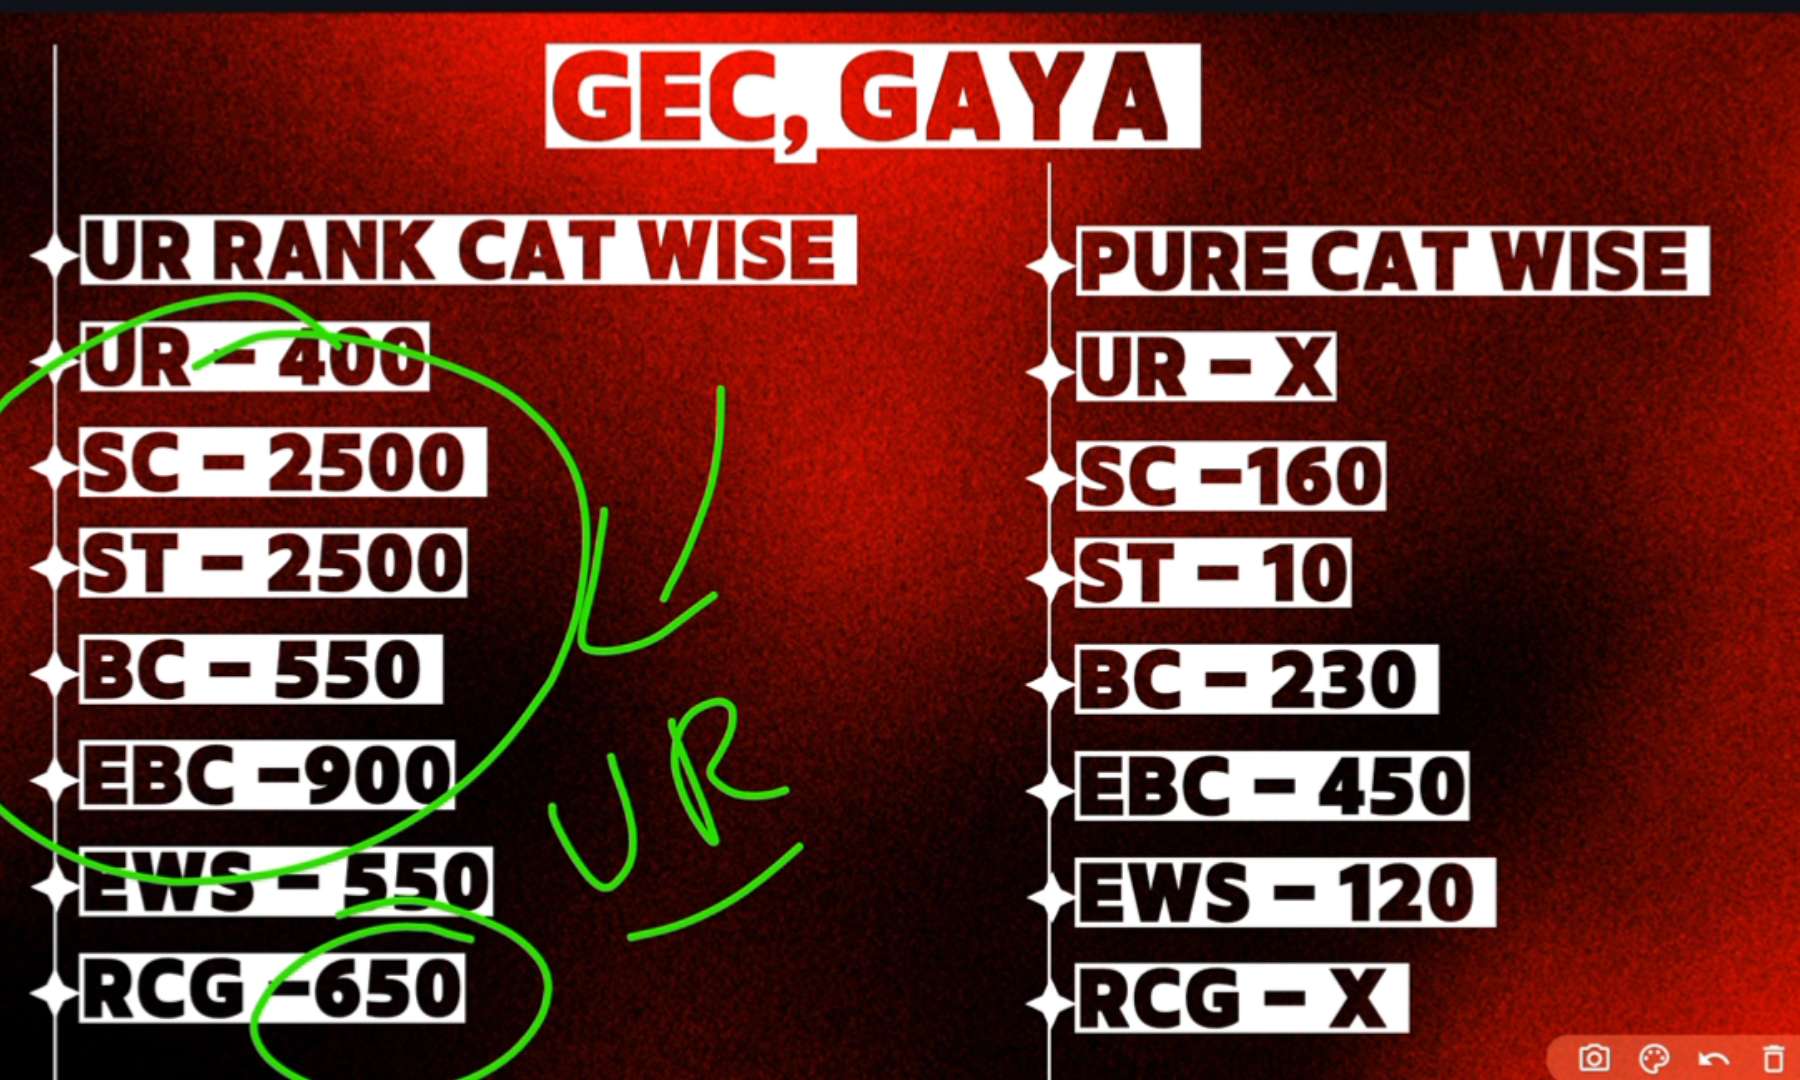 GEC, GAYA
UR RANK CAT WISE
UR - 400
SC - 2500
ST - 2500
BC - 550
EBC -900
EWS - 550
RCG -650
UR
PURE CAT WISE
UR - X
SC -160
ST - 10
BC - 230
EBC - 450
EWS - 120
RCG - X